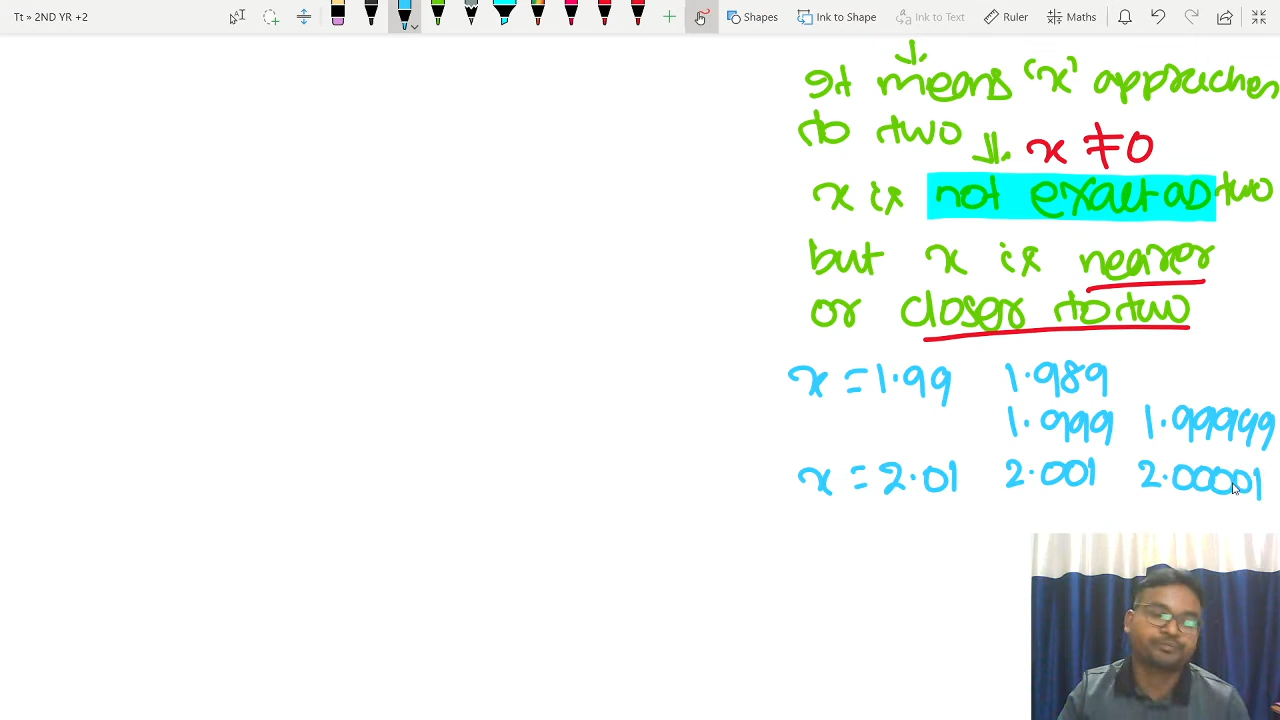 Tt » 2ND YR +2
Shapes
Ink to Shape
Ink to Text
Ruler
Maths
It means 'x' approaches
to two
x ≠ 0
x is not exact as two
but x is nearer
or closer to two
x = 1.99 1.989
1.999 1.99999
x = 2.01 2.001 2.00001